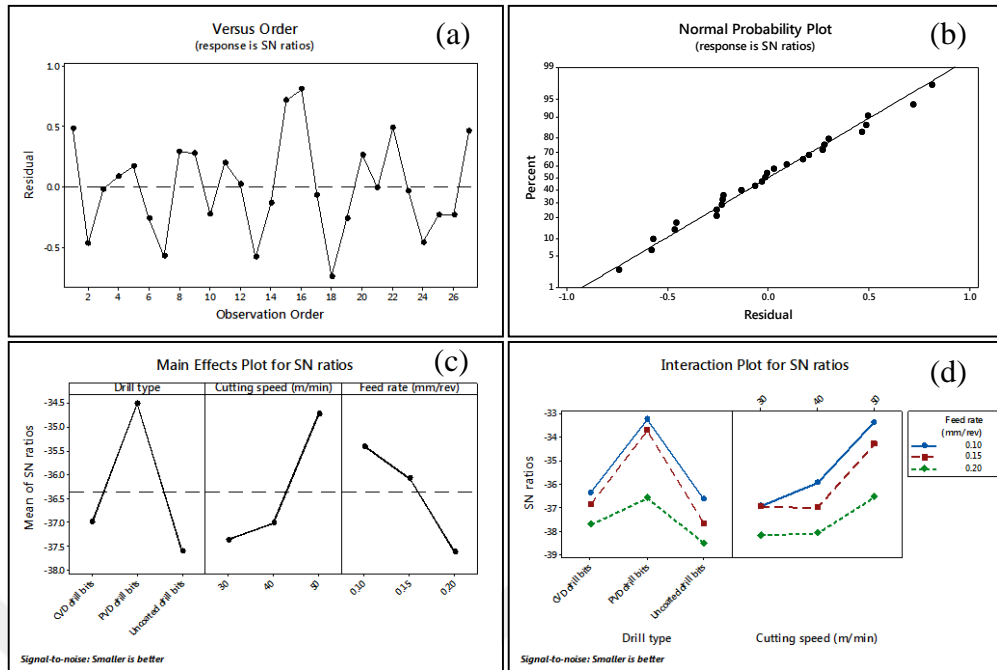 Versus Order
(response is SN ratios)
(a)
1.0
0.5
0.0
-0.5
Residual
2 4 6 8 10 12 14 16 18 20 22 24 26
Observation Order
Normal Probability Plot
(response is SN ratios)
(b)
99
95
90
80
70
60
50
40
30
20
10
5
1
Percent
-1.0 -0.5 0.0 0.5 1.0
Residual
Main Effects Plot for SN ratios
(c)
Drill type Cutting speed (m/min) Feed rate (mm/rev)
-34.5
-35.0
-35.5
-36.0
-36.5
-37.0
-37.5
-38.0
Mean of SN ratios
CVD drill bits PVD drill bits Uncoated drill bits 30 40 50 0,10 0,15 0,20
Signal-to-noise: Smaller is better
Interaction Plot for SN ratios
(d)
30 40 50
-33
-34
-35
-36
-37
-38
-39
SN ratios
Feed rate
(mm/rev)
0.10
0.15
0.20
CVD drill bits PVD drill bits Uncoated drill bits
Drill type Cutting speed (m/min)
Signal-to-noise: Smaller is better